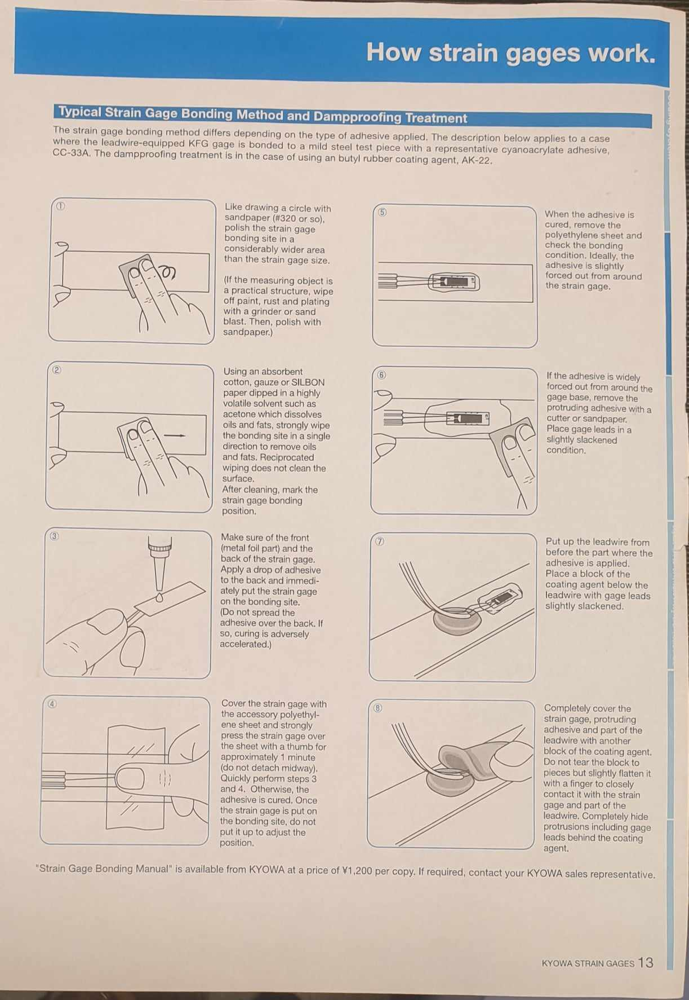 How strain gages work.
Typical Strain Gage Bonding Method and Dampproofing Treatment
The strain gage bonding method differs depending on the type of adhesive applied. The description below applies to a case
where the leadwire-equipped KFG gage is bonded to a mild steel test piece with a representative cyanoacrylate adhesive,
CC-33A. The dampproofing treatment is in the case of using an butyl rubber coating agent, AK-22.
①
Like drawing a circle with
sandpaper (#320 or so),
polish the strain gage
bonding site in a
considerably wider area
than the strain gage size.
(If the measuring object is
a practical structure, wipe
off paint, rust and plating
with a grinder or sand
blast. Then, polish with
sandpaper.)
②
Using an absorbent
cotton, gauze or SILBON
paper dipped in a highly
volatile solvent such as
acetone which dissolves
oils and fats, strongly wipe
the bonding site in a single
direction to remove oils
and fats. Reciprocated
wiping does not clean the
surface.
After cleaning, mark the
strain gage bonding
position.
③
Make sure of the front
(metal foil part) and the
back of the strain gage.
Apply a drop of adhesive
to the back and immedi-
ately put the strain gage
on the bonding site.
(Do not spread the
adhesive over the back. If
so, curing is adversely
accelerated.)
④
Cover the strain gage with
the accessory polyethyl-
ene sheet and strongly
press the strain gage over
the sheet with a thumb for
approximately 1 minute
(do not detach midway).
Quickly perform steps 3
and 4. Otherwise, the
adhesive is cured. Once
the strain gage is put on
the bonding site, do not
put it up to adjust the
position.
⑤
When the adhesive is
cured, remove the
polyethylene sheet and
check the bonding
condition. Ideally, the
adhesive is slightly
forced out from around
the strain gage.
⑥
If the adhesive is widely
forced out from around the
gage base, remove the
protruding adhesive with a
cutter or sandpaper.
Place gage leads in a
slightly slackened
condition.
⑦
Put up the leadwire from
before the part where the
adhesive is applied.
Place a block of the
coating agent below the
leadwire with gage leads
slightly slackened.
⑧
Completely cover the
strain gage, protruding
adhesive and part of the
leadwire with another
block of the coating agent.
Do not tear the block to
pieces but slightly flatten it
with a finger to closely
contact it with the strain
gage and part of the
leadwire. Completely hide
protrusions including gage
leads behind the coating
agent.
"Strain Gage Bonding Manual" is available from KYOWA at a price of ¥1,200 per copy. If required, contact your KYOWA sales representative.
KYOWA STRAIN GAGES 13